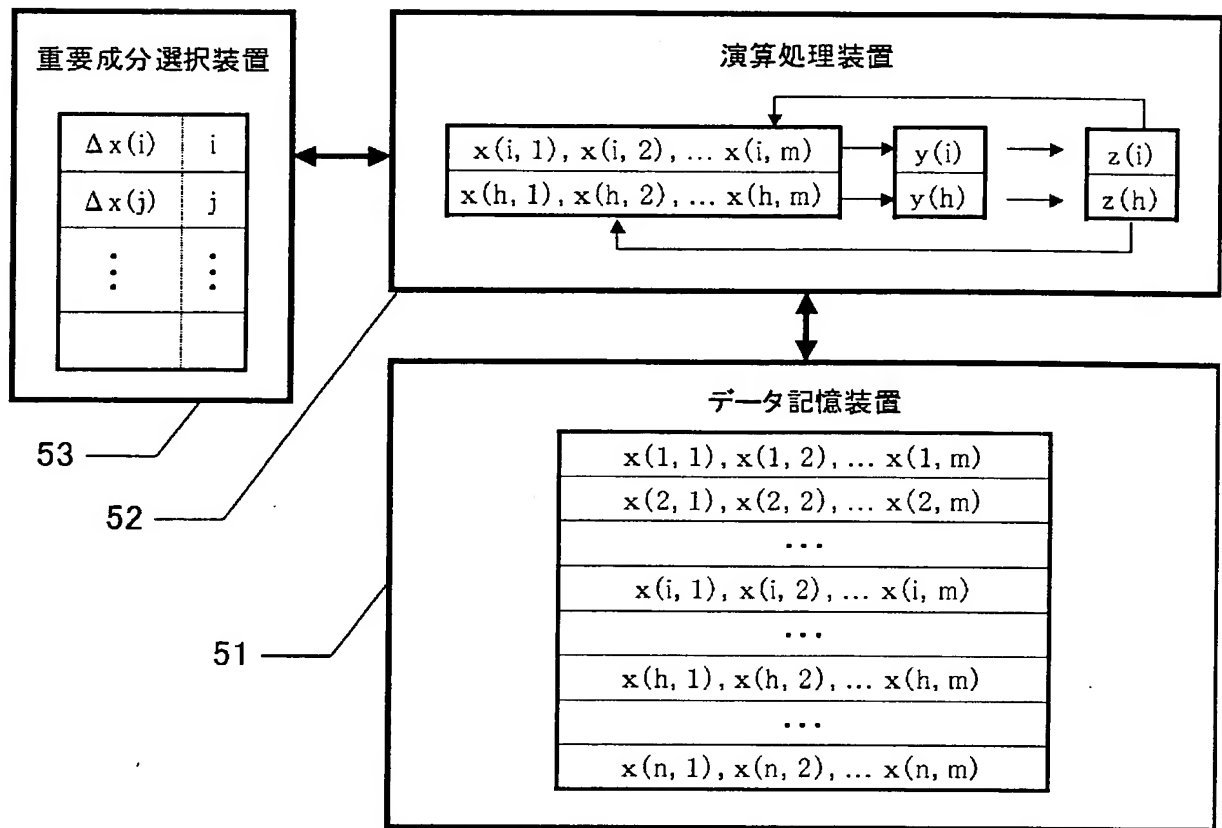 重要成分選択装置
Δx(i) i
Δx(j) j
⋮ ⋮
演算処理装置
x(i, 1), x(i, 2), ... x(i, m) y(i) z(i)
x(h, 1), x(h, 2), ... x(h, m) y(h) z(h)
データ記憶装置
x(1, 1), x(1, 2), ... x(1, m)
x(2, 1), x(2, 2), ... x(2, m)
...
x(i, 1), x(i, 2), ... x(i, m)
...
x(h, 1), x(h, 2), ... x(h, m)
...
x(n, 1), x(n, 2), ... x(n, m)
53
52
51